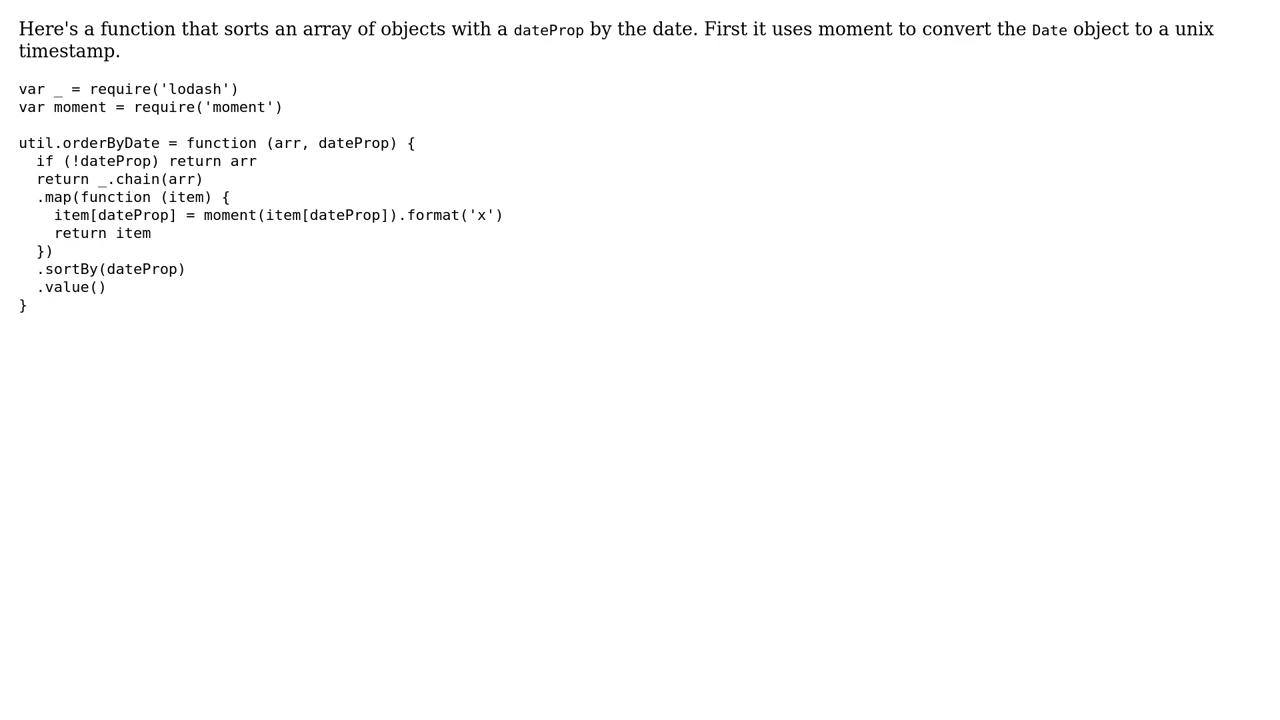 Here's a function that sorts an array of objects with a dateProp by the date. First it uses moment to convert the Date object to a unix
timestamp.
var _ = require('lodash')
var moment = require('moment')
util.orderByDate = function (arr, dateProp) {
  if (!dateProp) return arr
  return _.chain(arr)
  .map(function (item) {
    item[dateProp] = moment(item[dateProp]).format('x')
    return item
  })
  .sortBy(dateProp)
  .value()
}